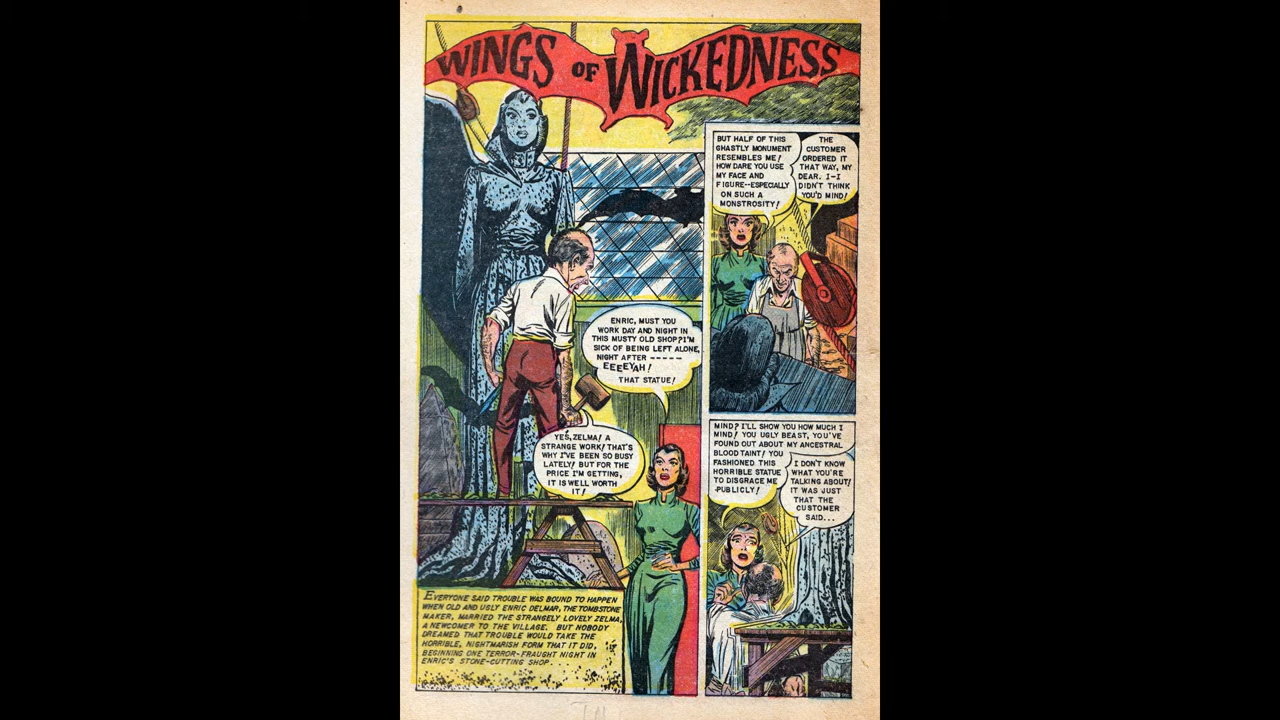 WINGS OF WICKEDNESS
ENRIC, MUST YOU
WORK DAY AND NIGHT IN
THIS MUSTY OLD SHOP? I'M
SICK OF BEING LEFT ALONE,
NIGHT AFTER -----
EEEEYAH!
THAT STATUE!
YES, ZELMA! A
STRANGE WORK! THAT'S
WHY I'VE BEEN SO BUSY
LATELY! BUT FOR THE
PRICE I'M GETTING,
IT IS WELL WORTH
IT!
EVERYONE SAID TROUBLE WAS BOUND TO HAPPEN
WHEN OLD AND UGLY ENRIC DELMAR, THE TOMBSTONE
MAKER, MARRIED THE STRANGELY LOVELY ZELMA,
A NEWCOMER TO THE VILLAGE. BUT NOBODY
DREAMED THAT TROUBLE WOULD TAKE THE
HORRIBLE, NIGHTMARISH FORM THAT IT DID,
BEGINNING ONE TERROR-FRAUGHT NIGHT IN
ENRIC'S STONE-CUTTING SHOP...
BUT HALF OF THIS
GHASTLY MONUMENT
RESEMBLES ME!
HOW DARE YOU USE
MY FACE AND
FIGURE--ESPECIALLY
ON SUCH A
MONSTROSITY!
THE
CUSTOMER
ORDERED IT
THAT WAY, MY
DEAR. I-I
DIDN'T THINK
YOU'D MIND!
MIND? I'LL SHOW YOU HOW MUCH I
MIND! YOU UGLY BEAST, YOU'VE
FOUND OUT ABOUT MY ANCESTRAL
BLOOD TAINT! YOU
FASHIONED THIS
HORRIBLE STATUE
TO DISGRACE ME
PUBLICLY!
I DON'T KNOW
WHAT YOU'RE
TALKING ABOUT!
IT WAS JUST
THAT THE
CUSTOMER
SAID...